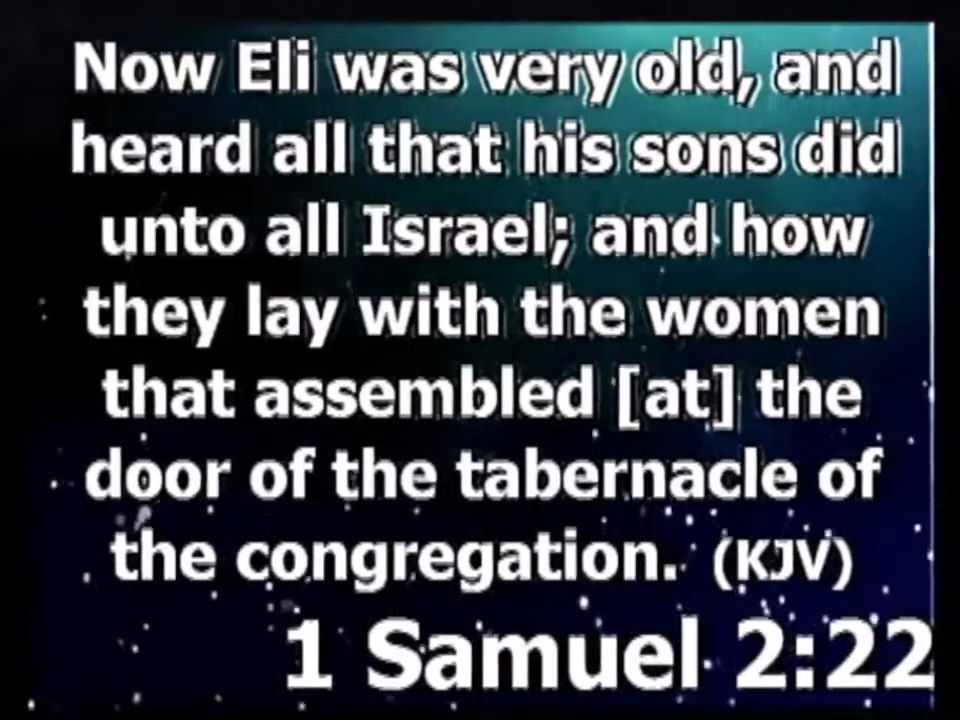 Now Eli was very old, and
heard all that his sons did
unto all Israel; and how
they lay with the women
that assembled [at] the
door of the tabernacle of
the congregation. (KJV)
1 Samuel 2:22